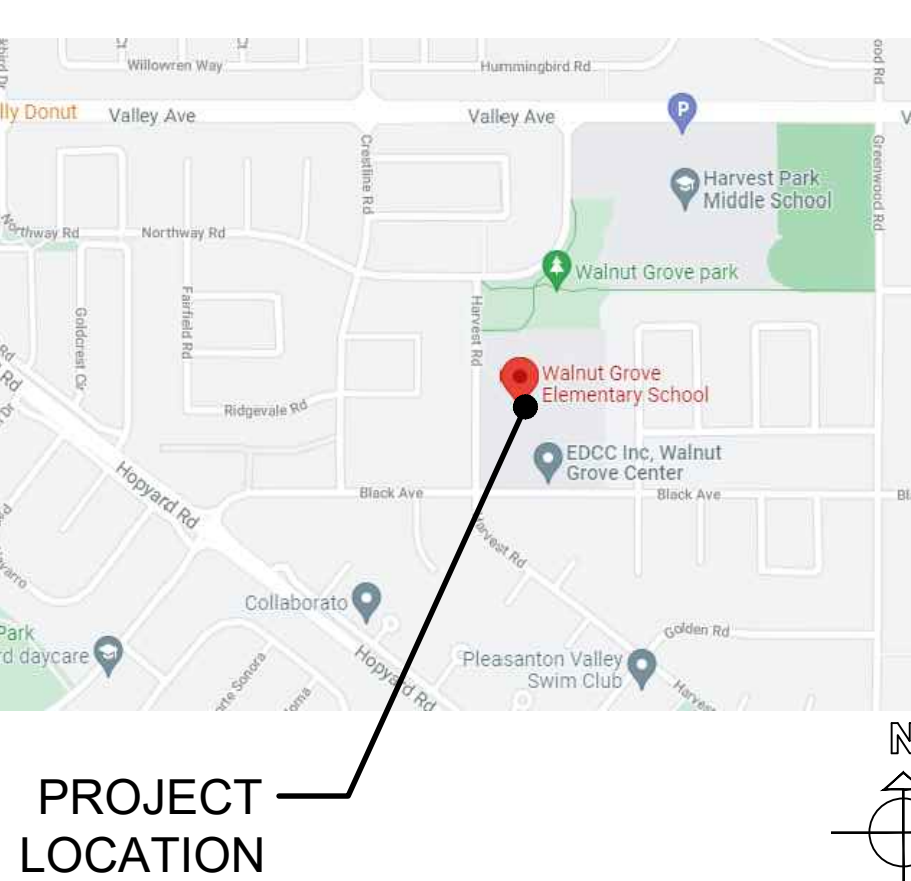 Willowren Way
Hummingbird Rd
lly Donut
Valley Ave
Valley Ave
P
Crestline Rd
Greenwood Rd
Harvest Park
Middle School
Northway Rd
Northway Rd
Walnut Grove park
Goldcrest Cir
Fairfield Rd
Harvest Rd
Walnut Grove
Elementary School
Ridgevale Rd
EDCC Inc, Walnut
Grove Center
Hopyard Rd
Black Ave
Black Ave
Harvest Rd
Collaborato
Golden Rd
Park
rd daycare
Hopyard Rd
Pleasanton Valley
Swim Club
Harvest
N
PROJECT
LOCATION